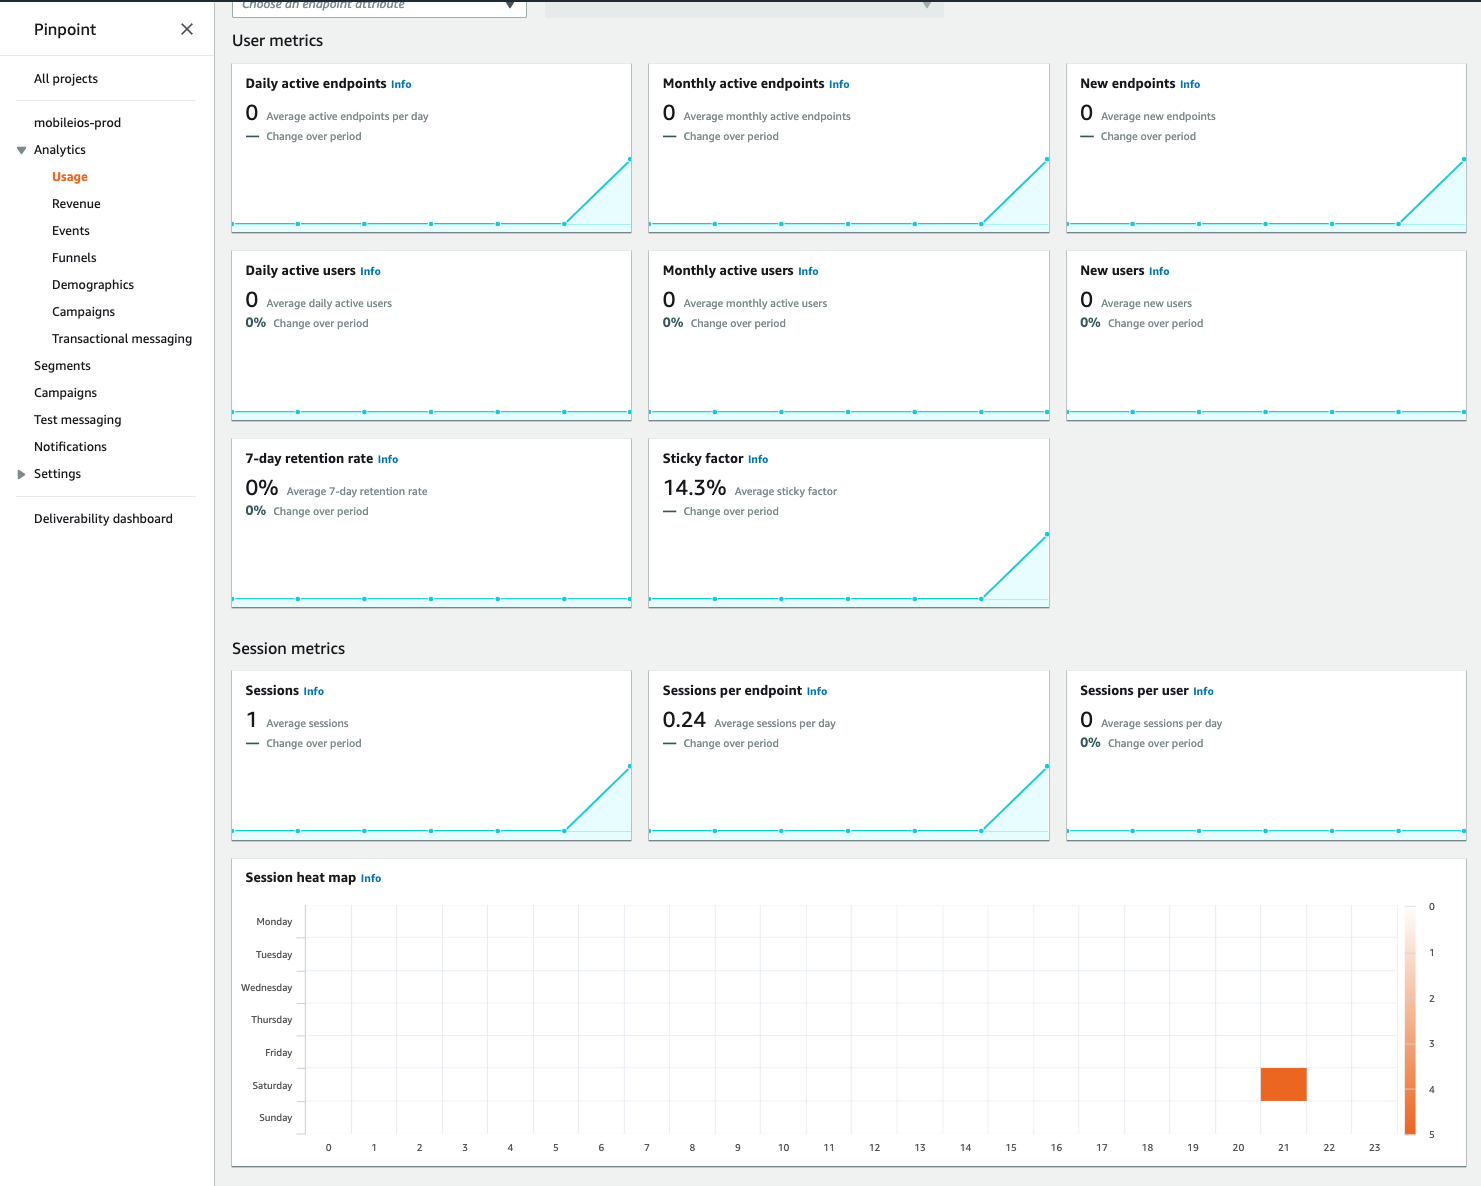 Choose an endpoint attribute
Pinpoint
All projects
mobileios-prod
Analytics
Usage
Revenue
Events
Funnels
Demographics
Campaigns
Transactional messaging
Segments
Campaigns
Test messaging
Notifications
Settings
Deliverability dashboard
User metrics
Daily active endpoints Info
0 Average active endpoints per day
— Change over period
Monthly active endpoints Info
0 Average monthly active endpoints
— Change over period
New endpoints Info
0 Average new endpoints
— Change over period
Daily active users Info
0 Average daily active users
0% Change over period
Monthly active users Info
0 Average monthly active users
0% Change over period
New users Info
0 Average new users
0% Change over period
7-day retention rate Info
0% Average 7-day retention rate
0% Change over period
Sticky factor Info
14.3% Average sticky factor
— Change over period
Session metrics
Sessions Info
1 Average sessions
— Change over period
Sessions per endpoint Info
0.24 Average sessions per day
— Change over period
Sessions per user Info
0 Average sessions per day
0% Change over period
Session heat map Info
Monday
Tuesday
Wednesday
Thursday
Friday
Saturday
Sunday
0 1 2 3 4 5 6 7 8 9 10 11 12 13 14 15 16 17 18 19 20 21 22 23
0
1
2
3
4
5